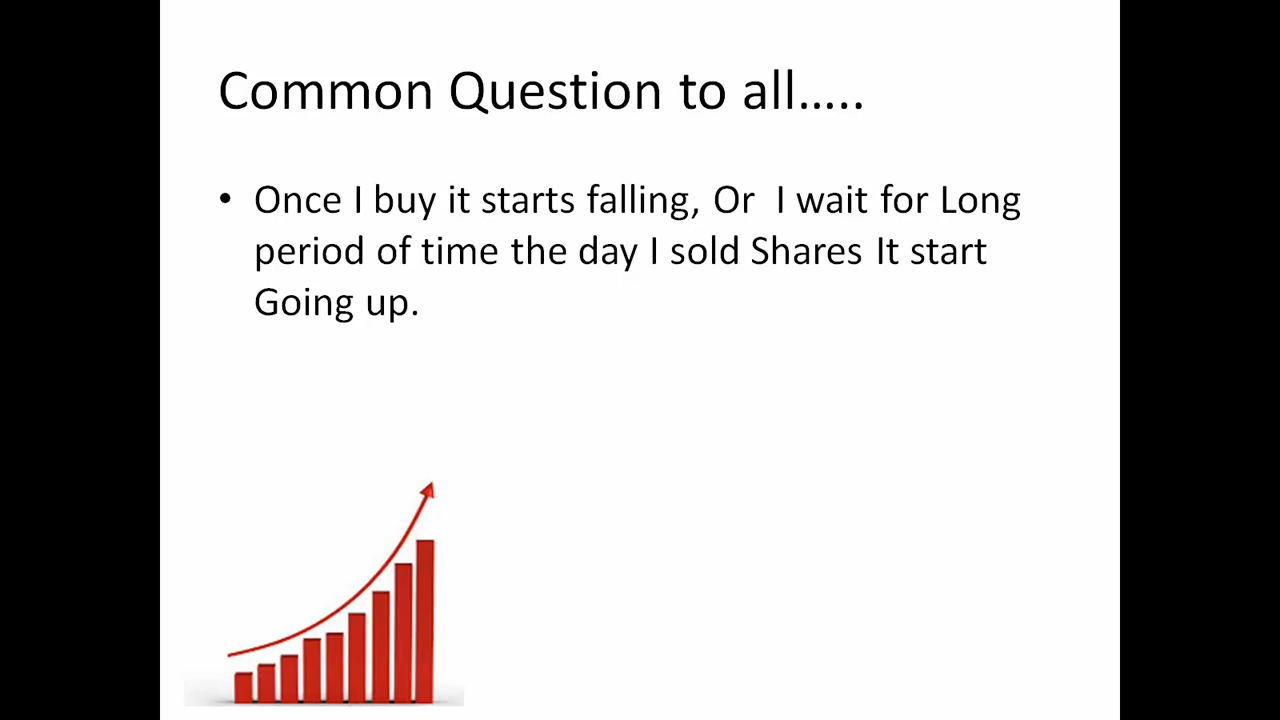 Common Question to all…..
• Once I buy it starts falling, Or  I wait for Long
period of time the day I sold Shares It start
Going up.